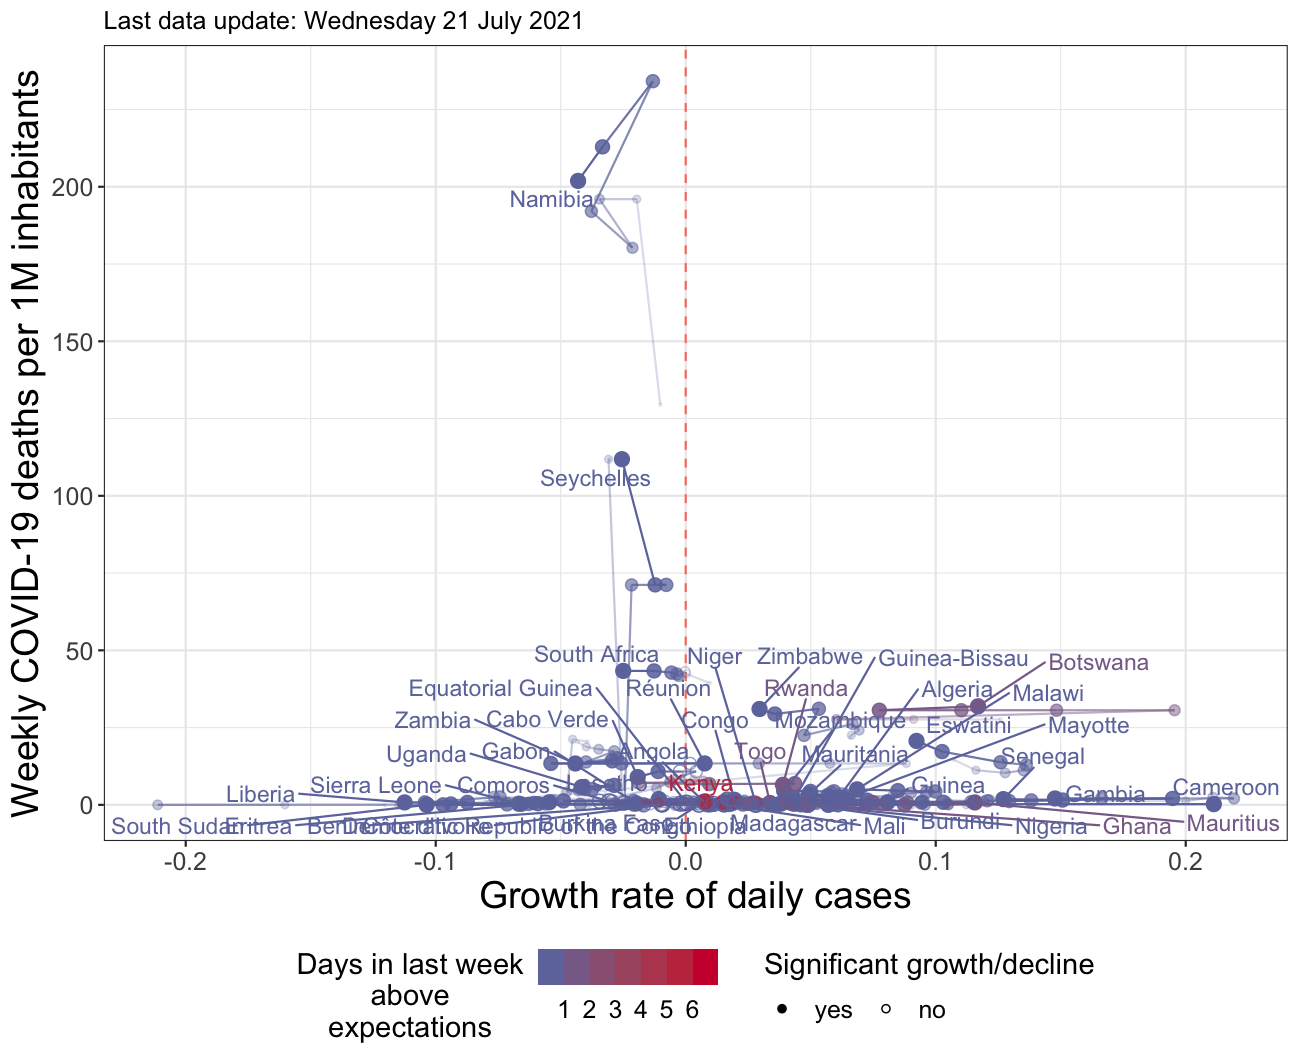 Last data update: Wednesday 21 July 2021
Weekly COVID-19 deaths per 1M inhabitants
200
150
100
50
0
Namibia
Seychelles
South Africa
Niger
Zimbabwe
Guinea-Bissau
Botswana
Equatorial Guinea
Réunion
Rwanda
Algeria
Malawi
Zambia
Cabo Verde
Congo
Mozambique
Eswatini
Mayotte
Uganda
Gabon
Angola
Togo
Mauritania
Senegal
Liberia
Sierra Leone
Comoros
Kenya
Guinea
Gambia
Cameroon
South Sudan
Eritrea
Burkina Faso
Ethiopia
Madagascar
Mali
Burundi
Nigeria
Ghana
Mauritius
-0.2
-0.1
0.0
0.1
0.2
Growth rate of daily cases
Days in last week
above
expectations
1 2 3 4 5 6
Significant growth/decline
yes
no